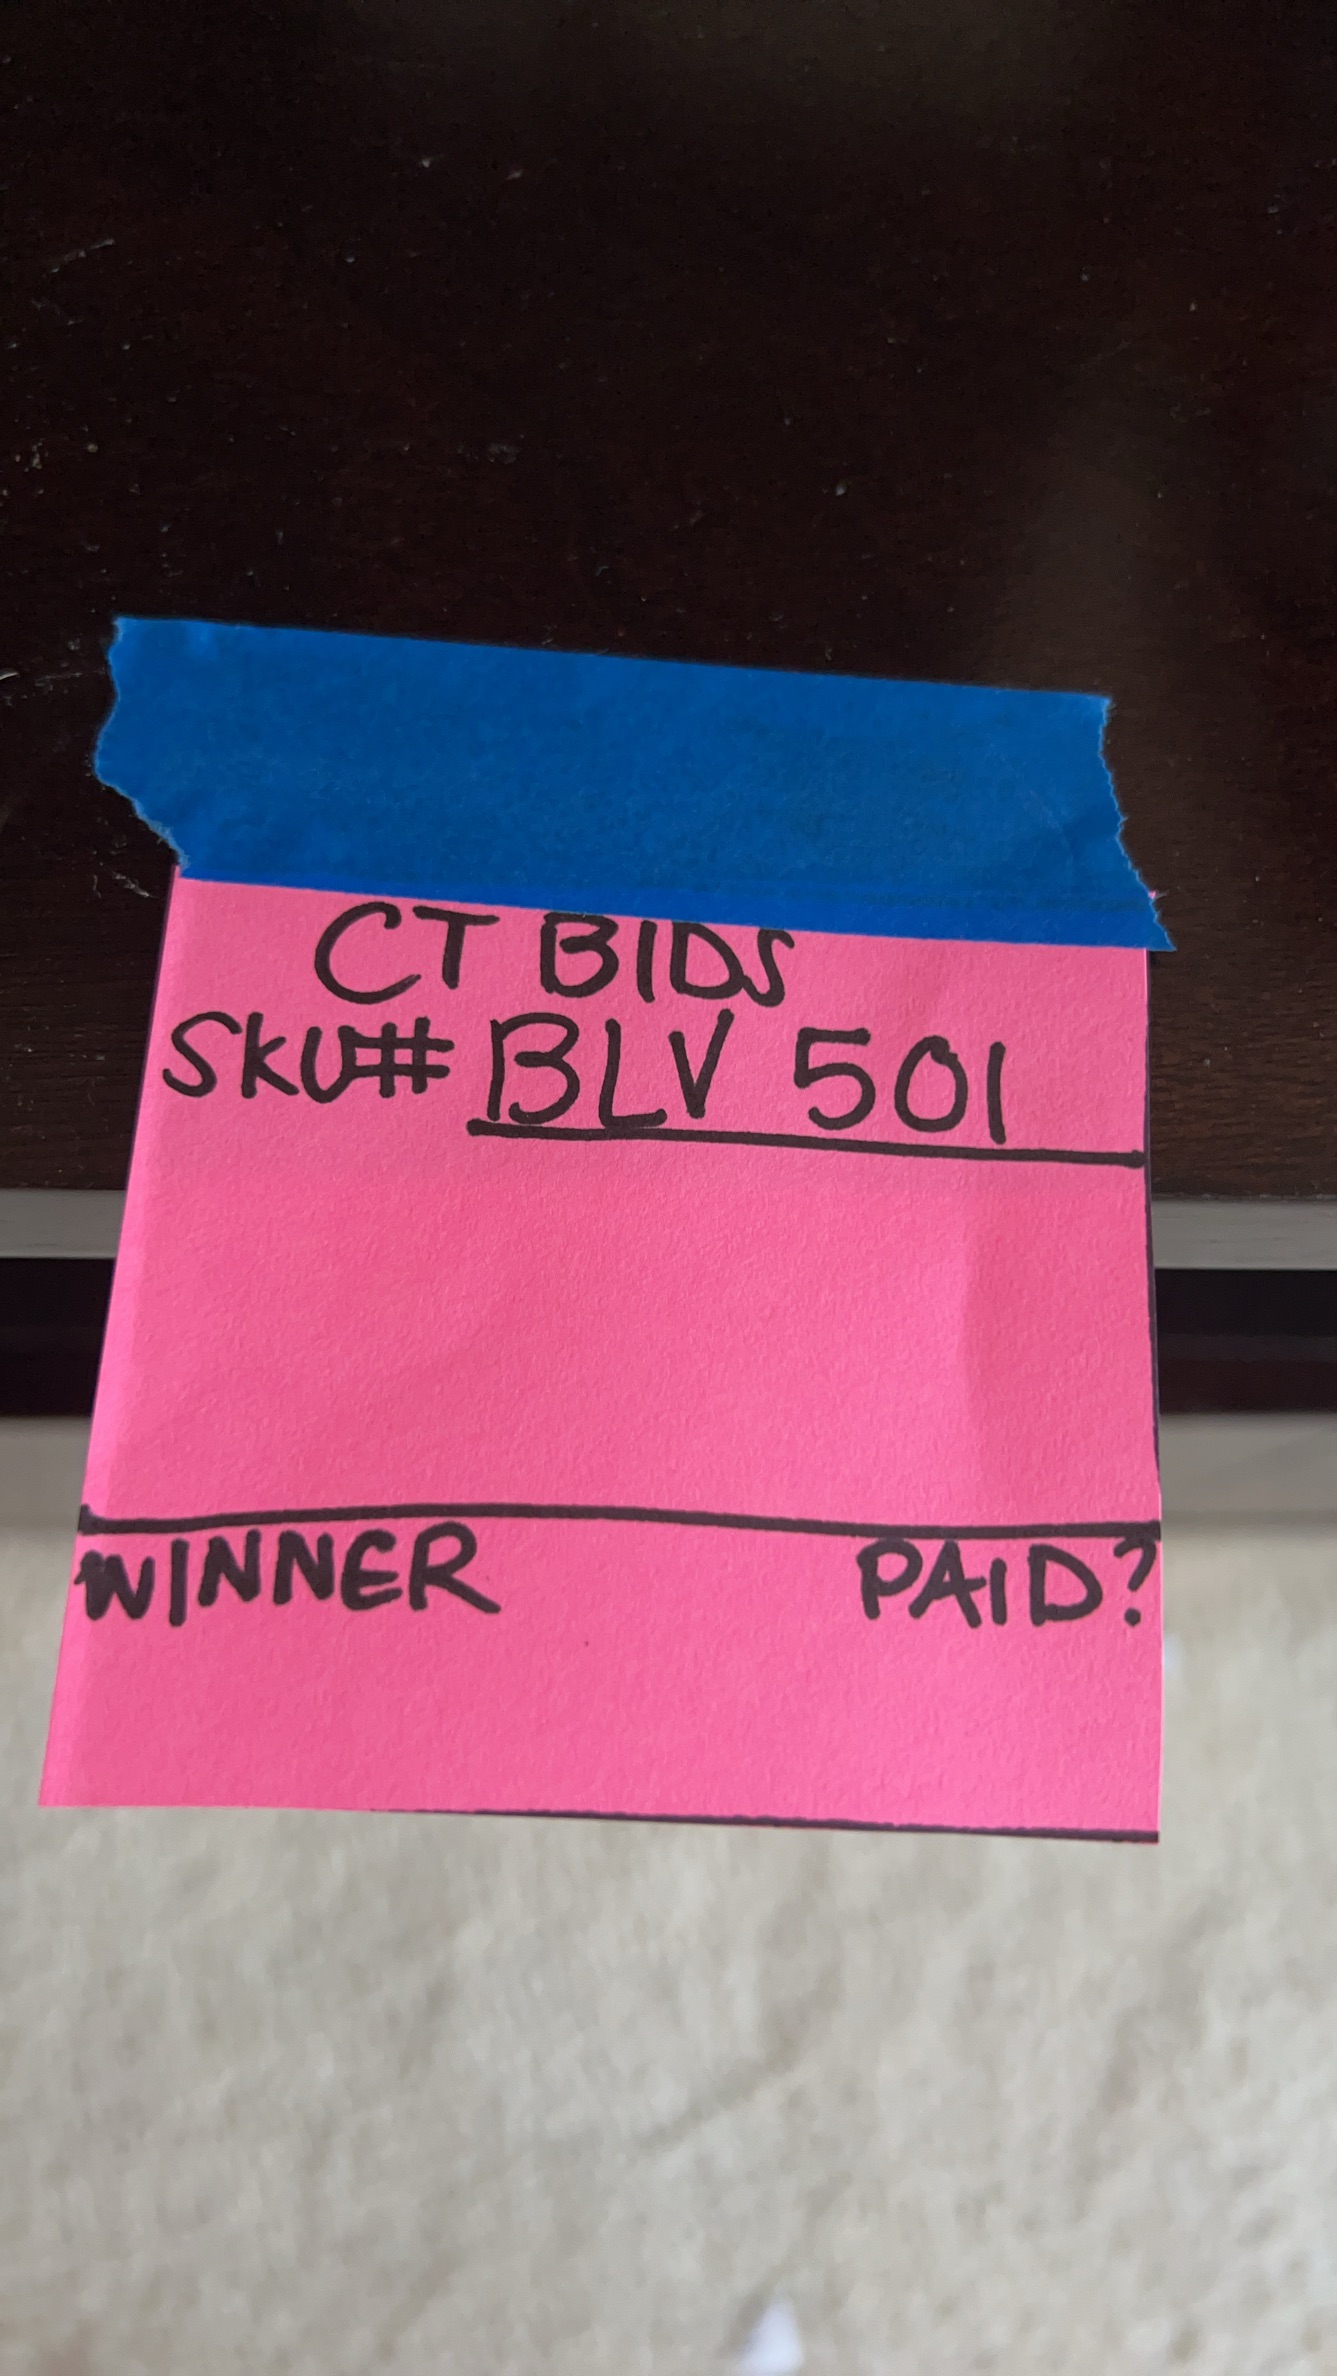 CT BIDS
SKU# BLV 501
WINNER PAID?